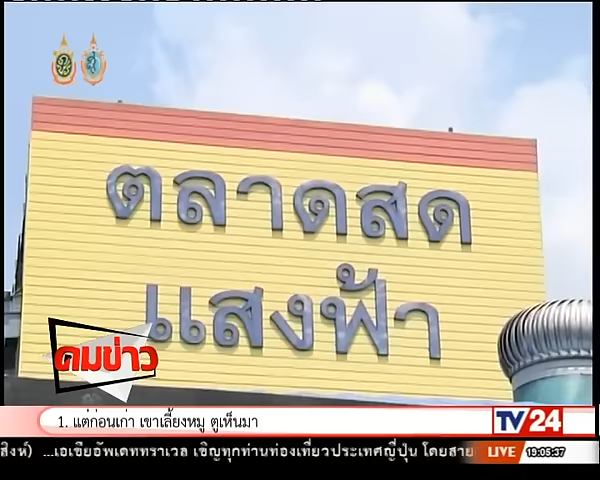 ตลาดสด
แสงฟ้า
คมข่าว
1. แต่ก่อนเก่า เขาเลี้ยงหมู ตูเห็นมา
TV24
สิงห์) ...เอเชียอัพเดททราเวล เชิญทุกท่านท่องเที่ยวประเทศญี่ปุ่น โดยสาย
LIVE 19:05:37